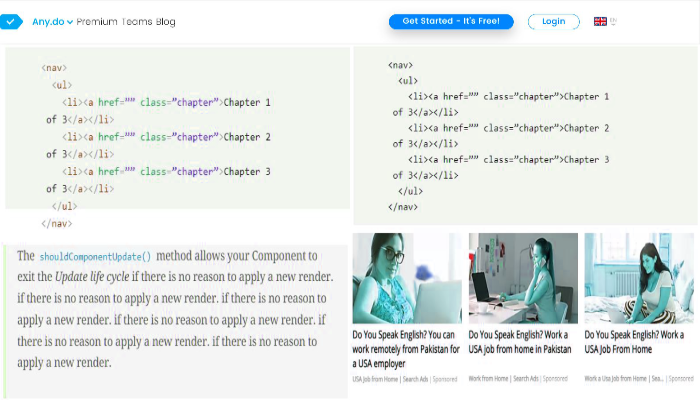 Any.do Premium Teams Blog
Get Started - It's Free!
Login
EN
<nav>
<ul>
<li><a href="" class="chapter">Chapter 1
of 3</a></li>
<li><a href="" class="chapter">Chapter 2
of 3</a></li>
<li><a href="" class="chapter">Chapter 3
of 3</a></li>
</ul>
</nav>
<nav>
<ul>
<li><a href="" class="chapter">Chapter 1
of 3</a></li>
<li><a href="" class="chapter">Chapter 2
of 3</a></li>
<li><a href="" class="chapter">Chapter 3
of 3</a></li>
</ul>
</nav>
The shouldComponentUpdate() method allows your Component to
exit the Update life cycle if there is no reason to apply a new render.
if there is no reason to apply a new render. if there is no reason to
apply a new render. if there is no reason to apply a new render. if
there is no reason to apply a new render. if there is no reason to
apply a new render.
Do You Speak English? You can
work remotely from Pakistan for
a USA employer
USA Job from Home | Search Ads | Sponsored
Do You Speak English? Work a
USA job from home in Pakistan
Work from Home | Search Ads | Sponsored
Do You Speak English? Work a
USA Job From Home
Work a Usa Job from Home | Sea... | Sponsored